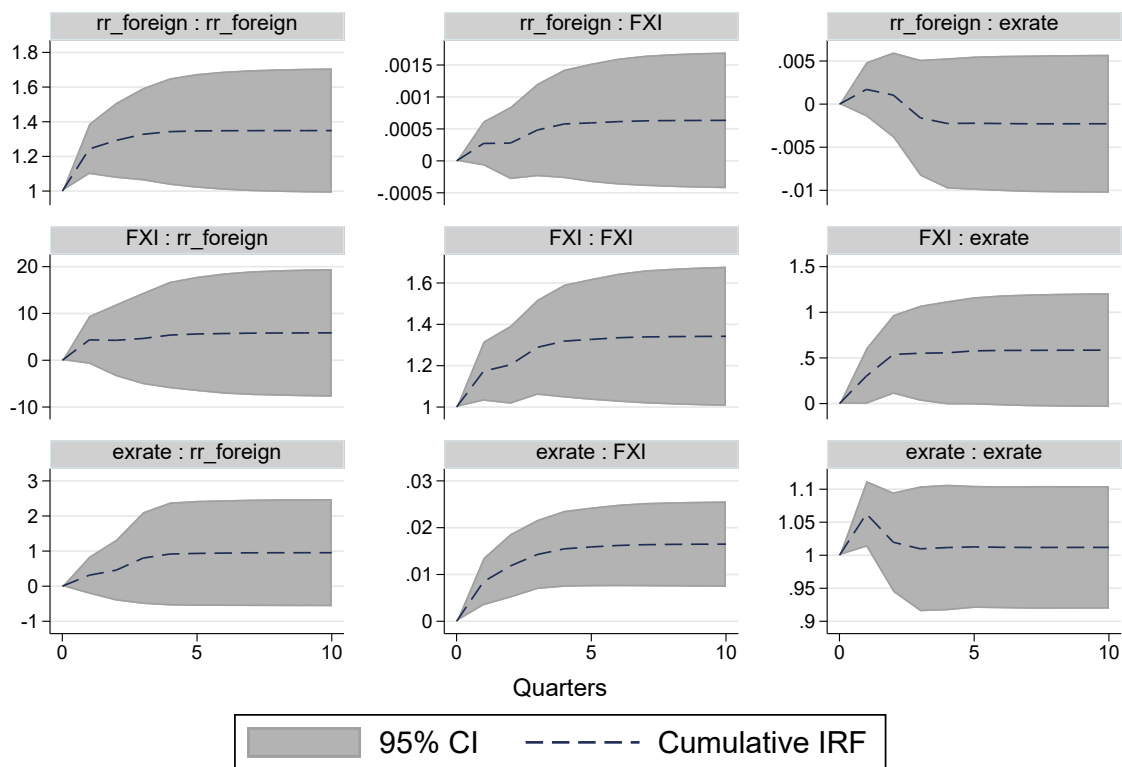 rr_foreign : rr_foreign
1.8
1.6
1.4
1.2
1
rr_foreign : FXI
.0015
.001
.0005
0
-.0005
rr_foreign : exrate
.005
0
-.005
-.01
FXI : rr_foreign
20
10
0
-10
FXI : FXI
1.6
1.4
1.2
1
FXI : exrate
1.5
1
.5
0
exrate : rr_foreign
3
2
1
0
-1
0 5 10
exrate : FXI
.03
.02
.01
0
0 5 10
exrate : exrate
1.1
1.05
1
.95
.9
0 5 10
Quarters
95% CI Cumulative IRF